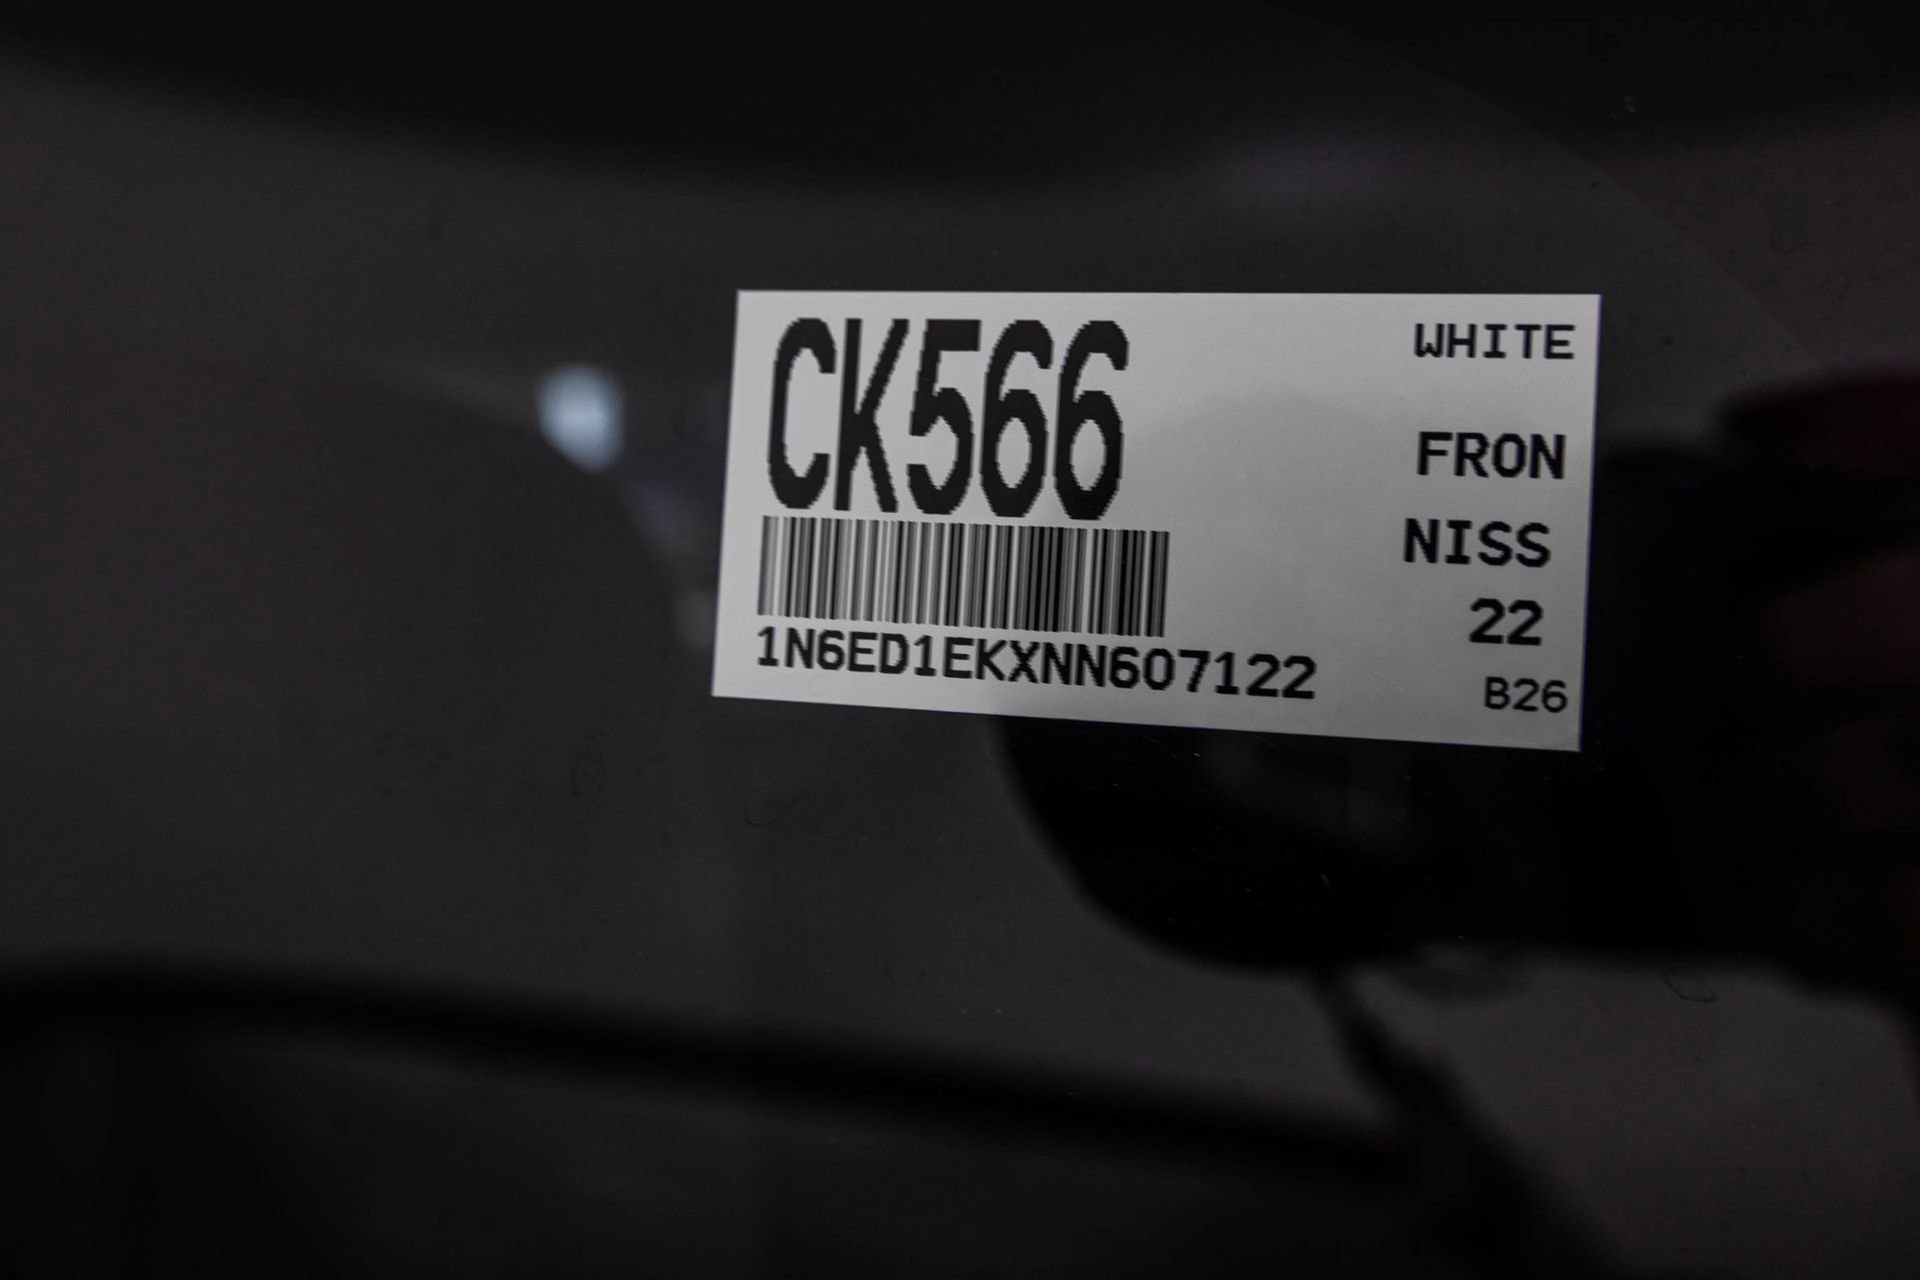 CK566
1N6ED1EKXNN607122
WHITE
FRON
NISS
22
B26